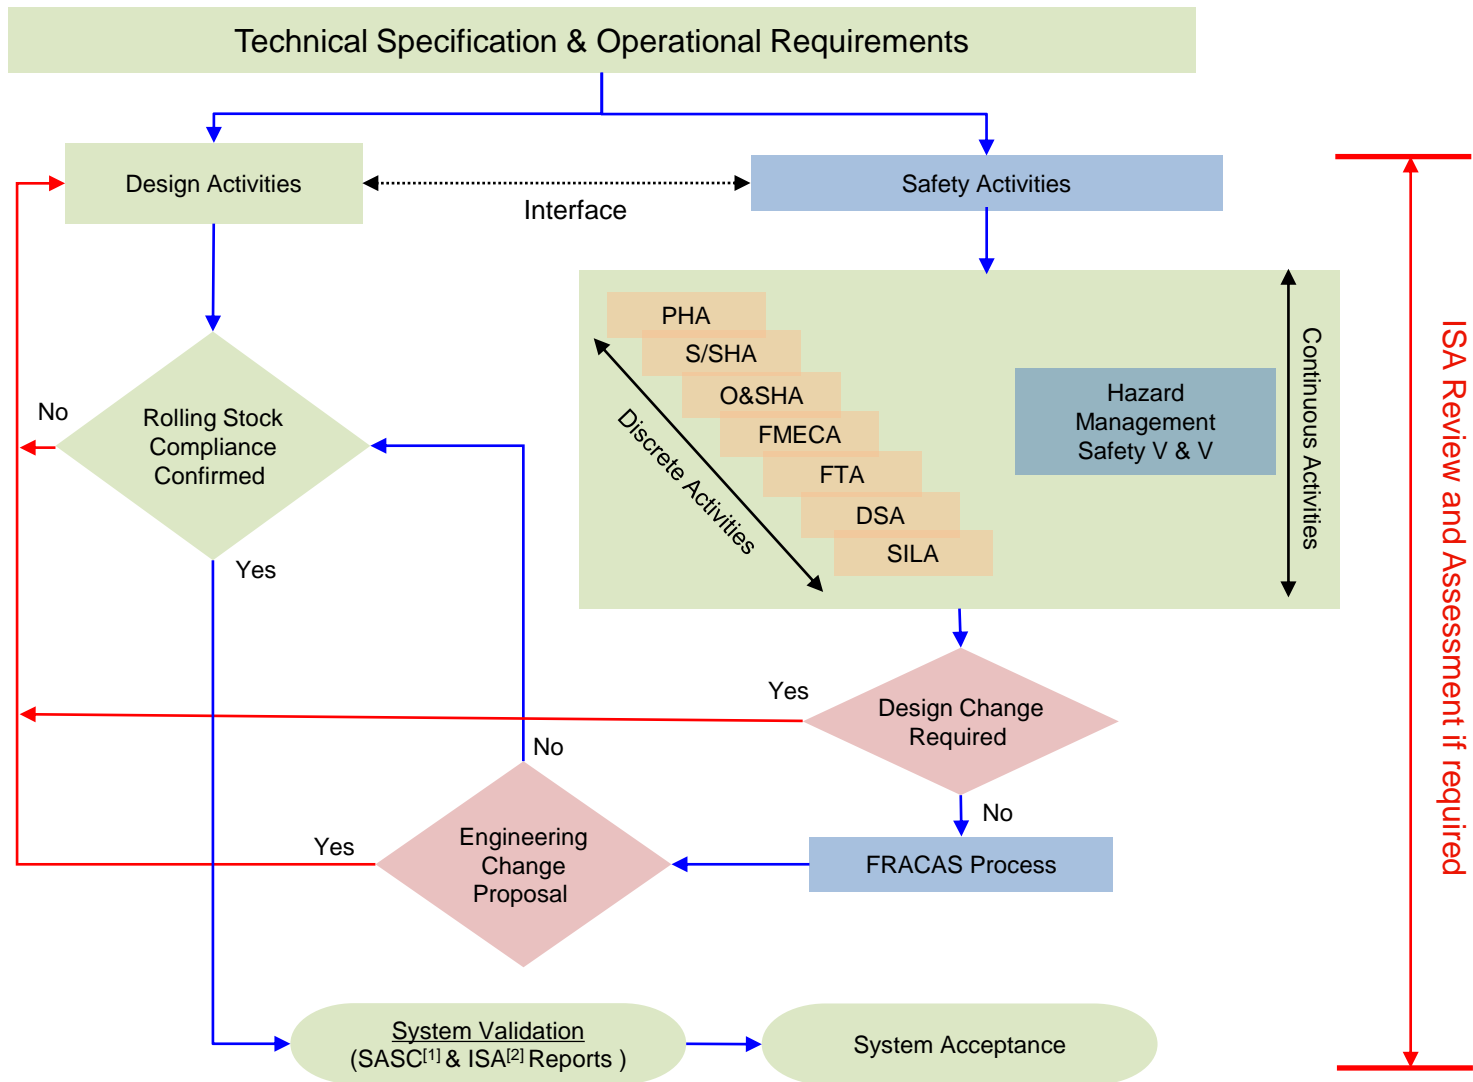 Technical Specification & Operational Requirements
Design Activities
Safety Activities
Interface
PHA
S/SHA
O&SHA
FMECA
FTA
DSA
SILA
Discrete Activities
Hazard
Management
Safety V & V
Continuous Activities
ISA Review and Assessment if required
No
Rolling Stock
Compliance
Confirmed
Yes
Yes
Design Change
Required
No
No
Engineering
Change
Proposal
Yes
FRACAS Process
System Validation
(SASC[1] & ISA[2] Reports )
System Acceptance